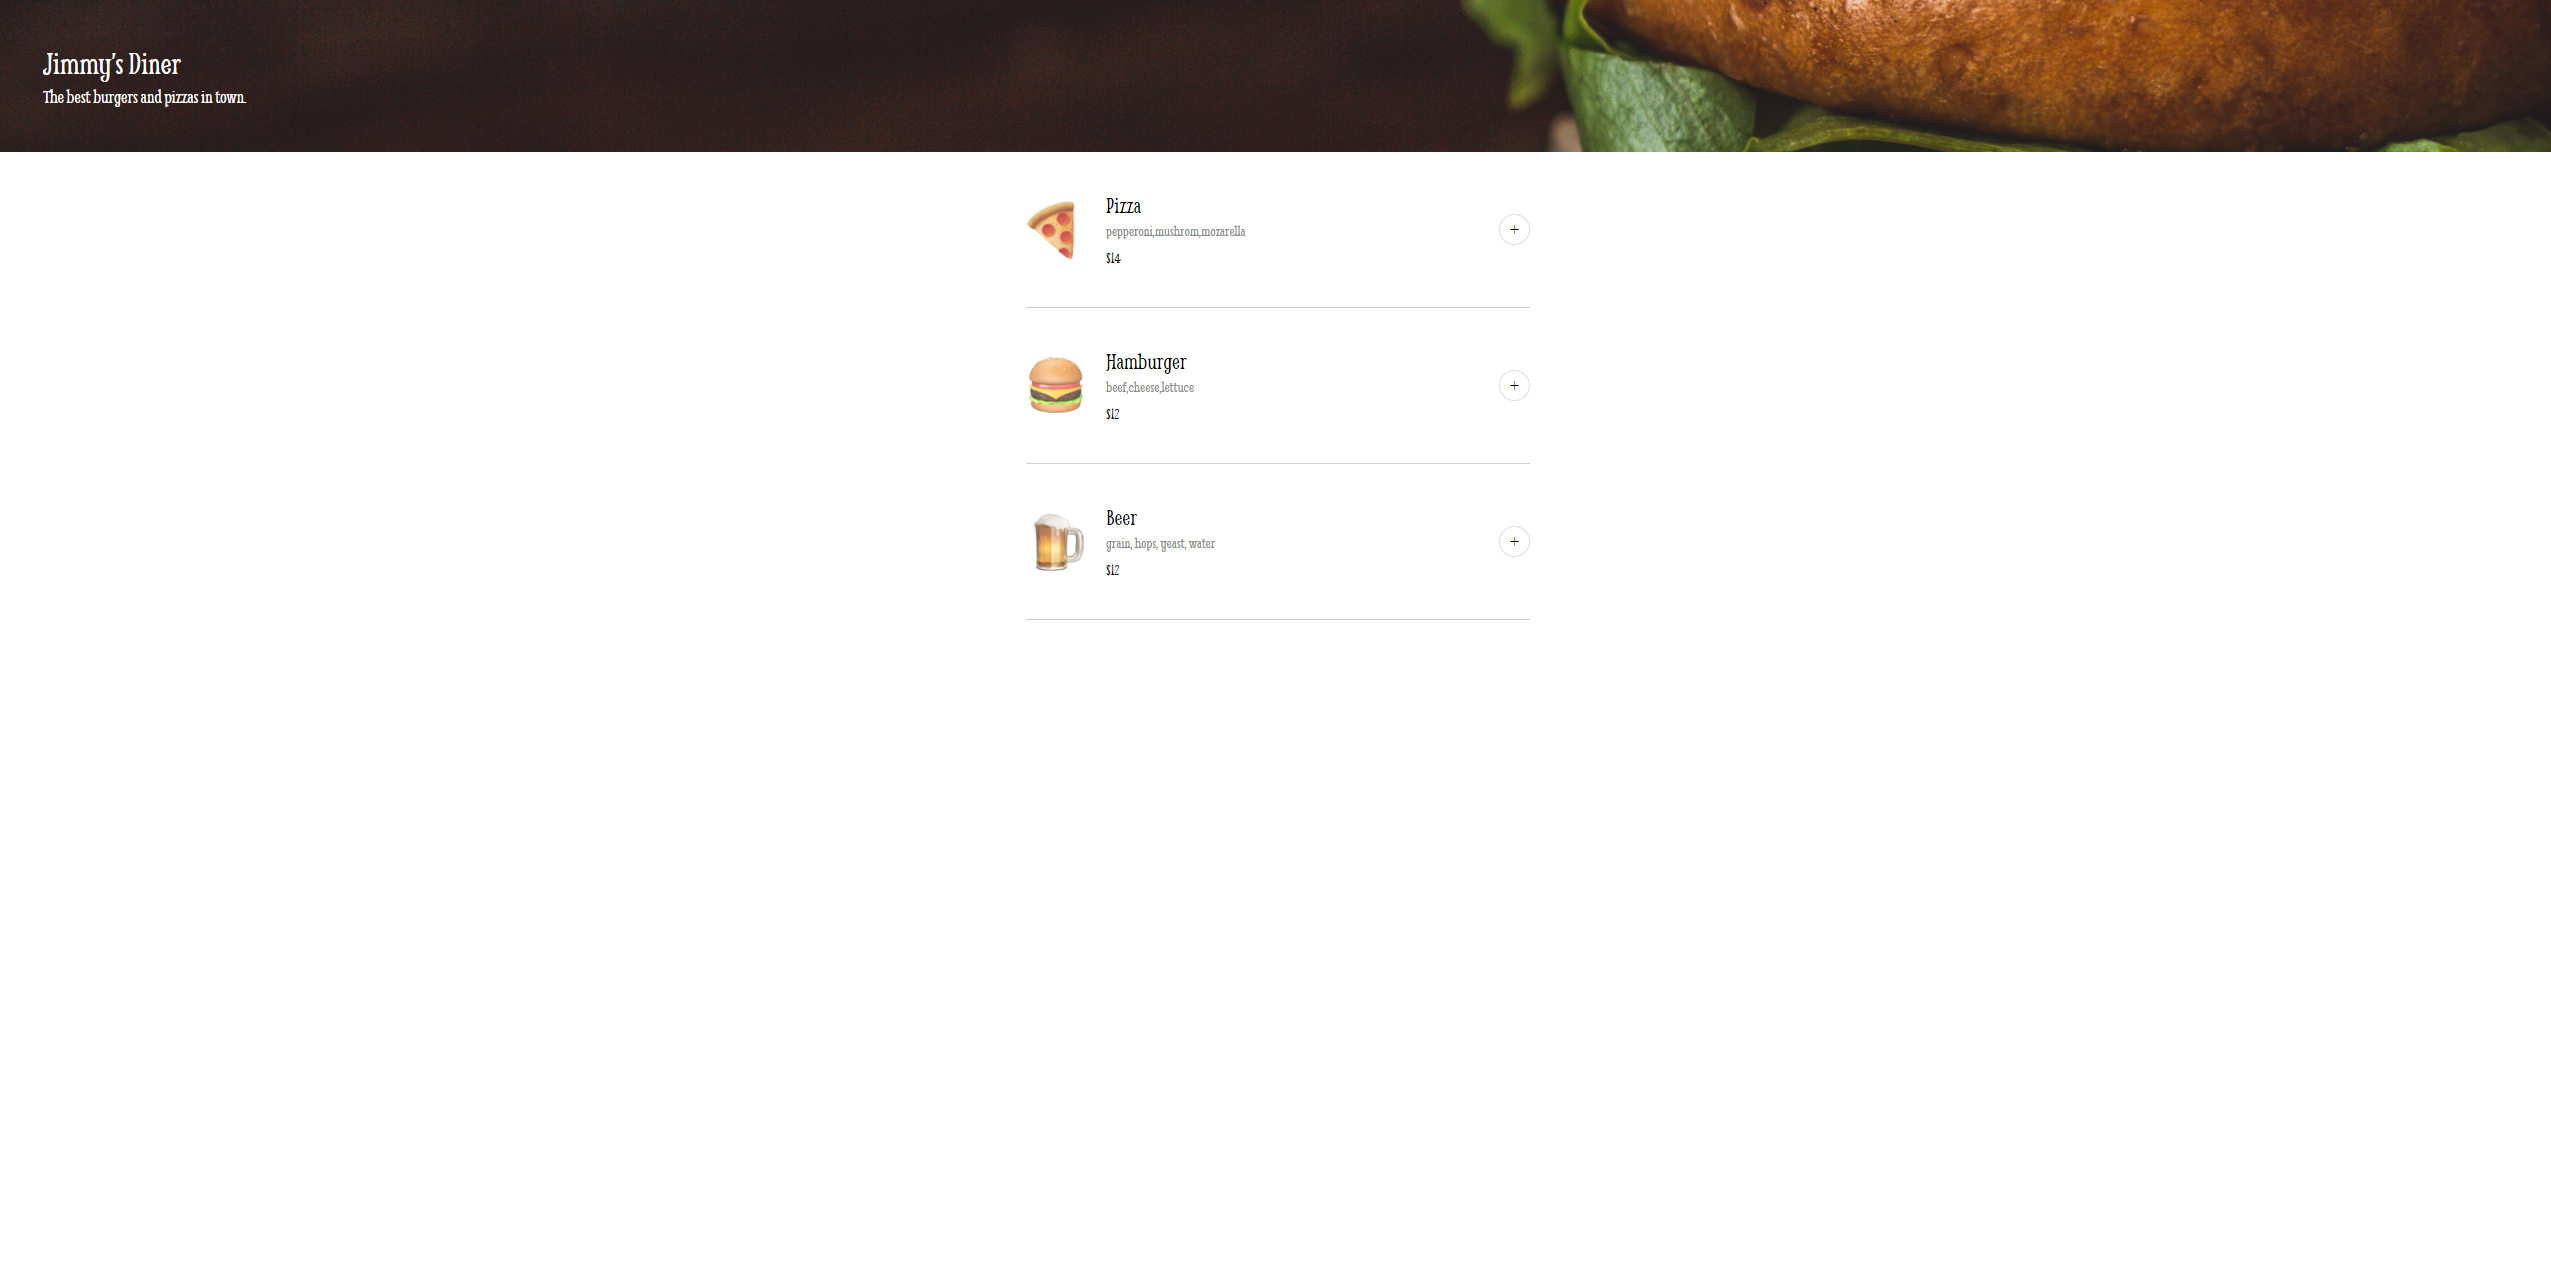 Jimmy's Diner
The best burgers and pizzas in town.
Pizza
pepperoni,mushrom,mozarella
$14
+
Hamburger
beef,cheese,lettuce
$12
+
Beer
grain, hops, yeast, water
$12
+